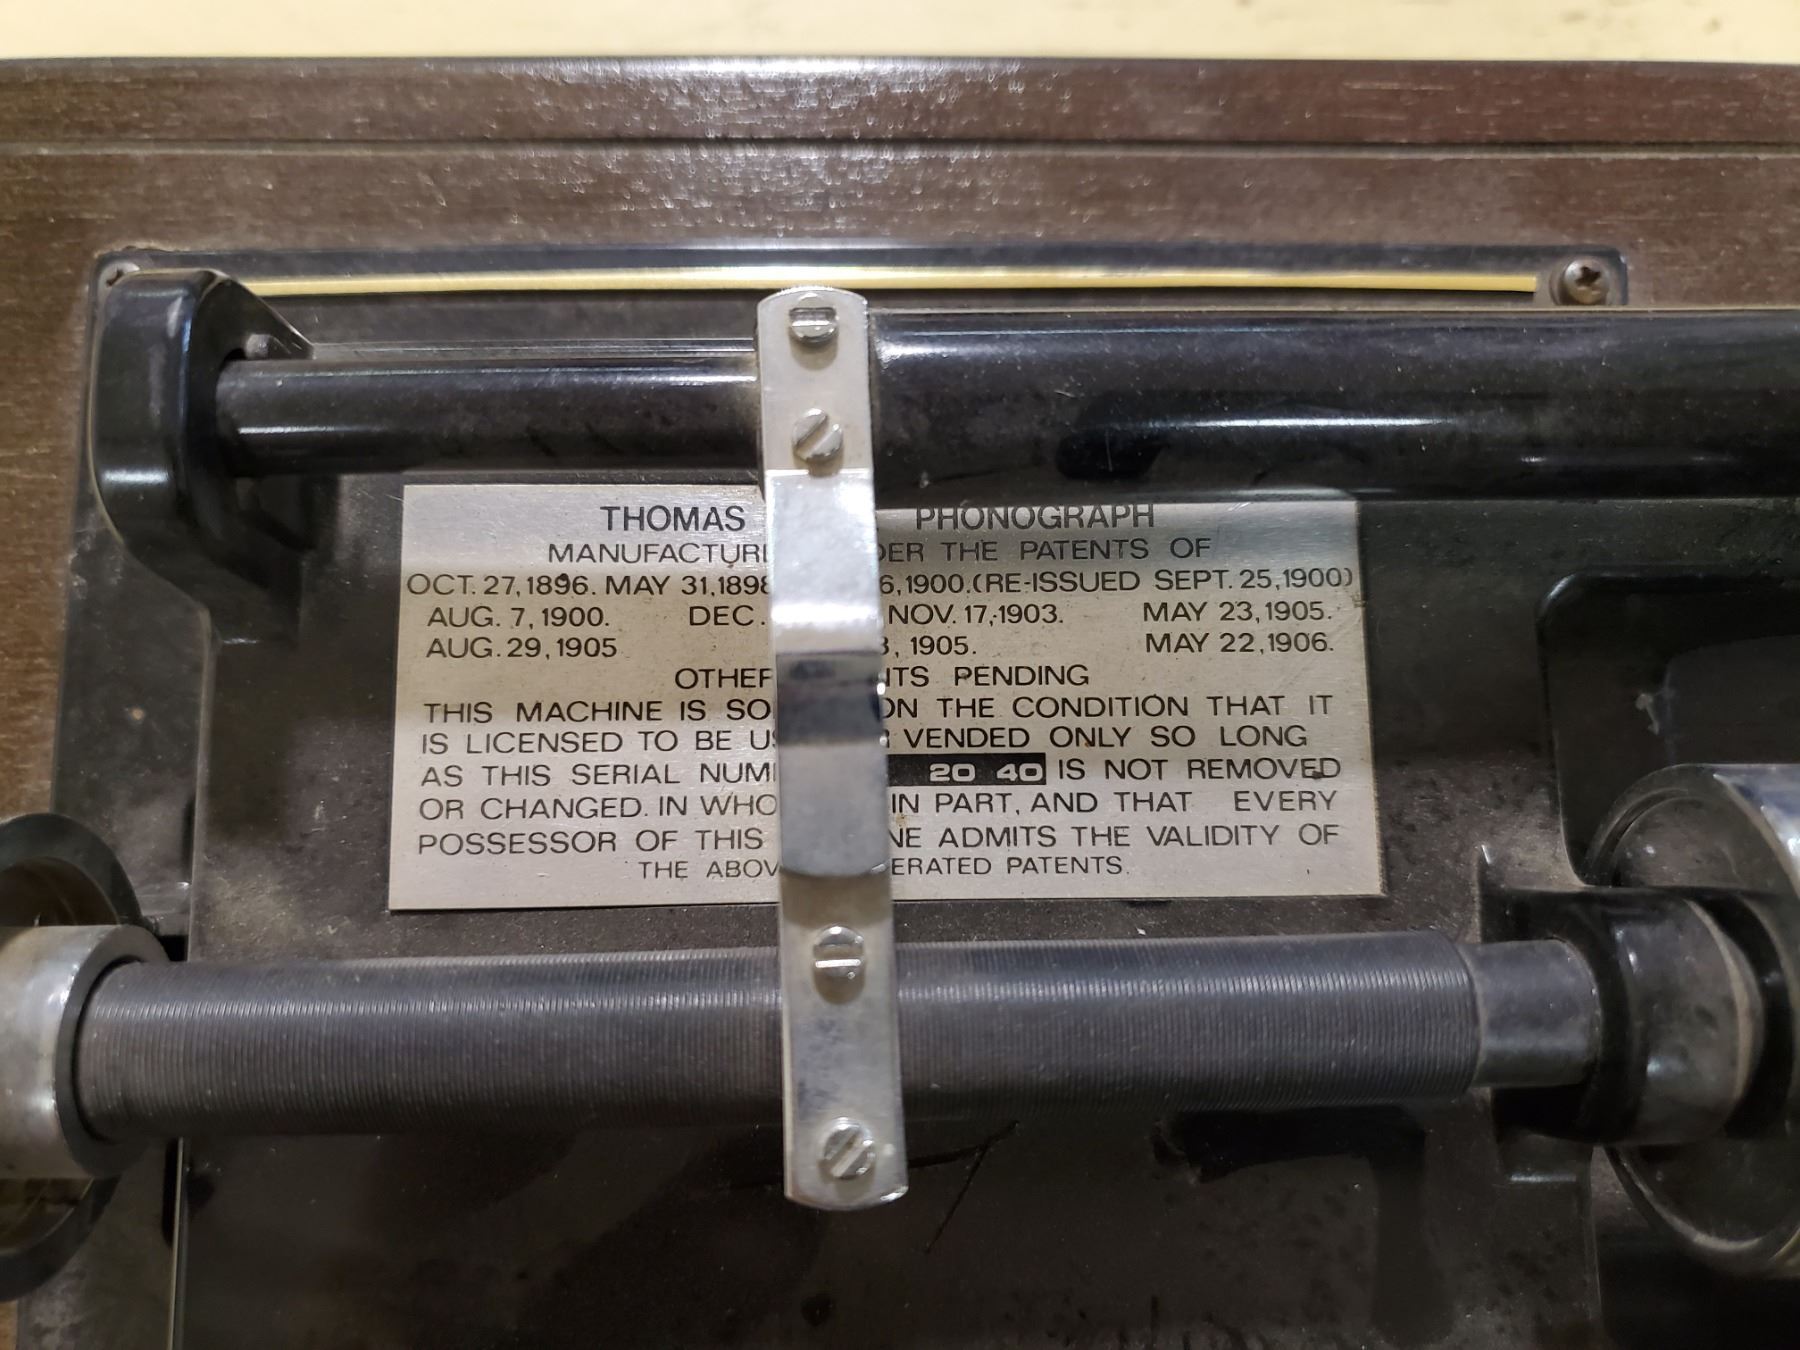 THOMAS PHONOGRAPH
MANUFACTUR DER THE PATENTS OF
OCT. 27,1896. MAY 31,1898 6,1900.(RE-ISSUED SEPT. 25,1900)
AUG. 7, 1900. DEC. NOV. 17,1903. MAY 23,1905.
AUG. 29,1905 3, 1905. MAY 22,1906.
OTHER NTS PENDING
THIS MACHINE IS SO ON THE CONDITION THAT IT
IS LICENSED TO BE US R VENDED ONLY SO LONG
AS THIS SERIAL NUM 20 40 IS NOT REMOVED
OR CHANGED. IN WHO IN PART, AND THAT EVERY
POSSESSOR OF THIS NE ADMITS THE VALIDITY OF
THE ABOV ERATED PATENTS.